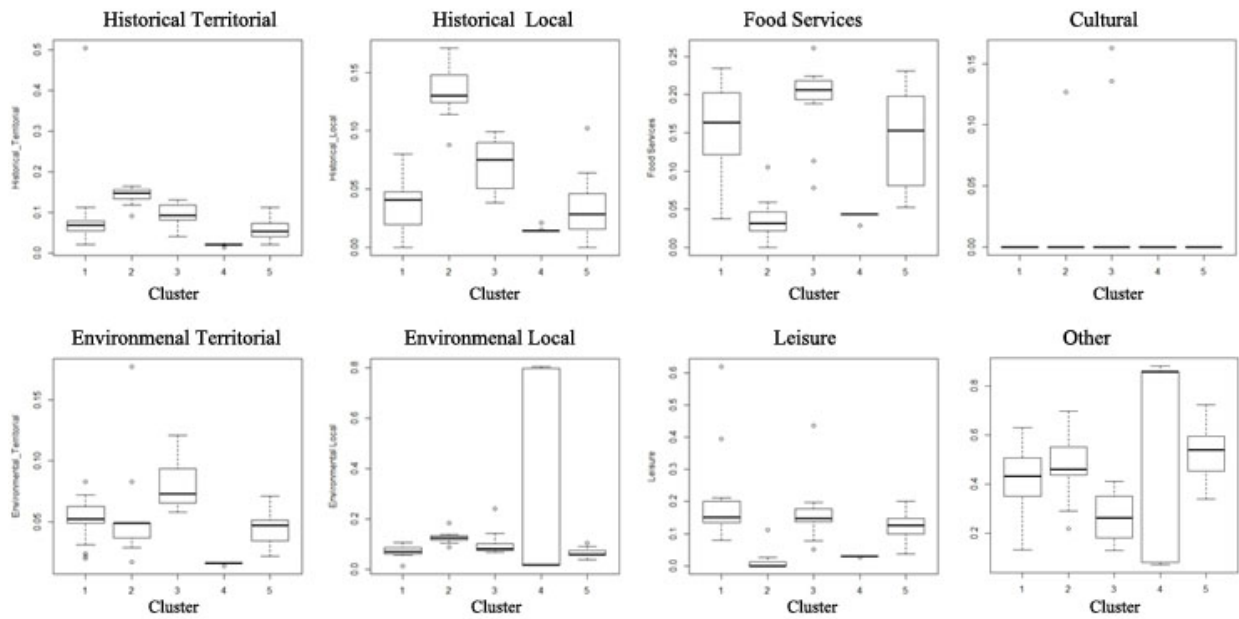 Historical Territorial
Historical Local
Food Services
Cultural
Historical_Territorial
0.0 0.1 0.2 0.3 0.4 0.5
1 2 3 4 5
Cluster
Historical_Local
0.00 0.05 0.10 0.15
1 2 3 4 5
Cluster
Food Services
0.00 0.05 0.10 0.15 0.20 0.25
1 2 3 4 5
Cluster
0.00 0.05 0.10 0.15
1 2 3 4 5
Cluster
Environmenal Territorial
Environmenal Local
Leisure
Other
Environmental_Territorial
0.05 0.10 0.15
1 2 3 4 5
Cluster
Environmental Local
0.0 0.2 0.4 0.6 0.8
1 2 3 4 5
Cluster
Leisure
0.0 0.1 0.2 0.3 0.4 0.5 0.6
1 2 3 4 5
Cluster
0.2 0.4 0.6 0.8
1 2 3 4 5
Cluster